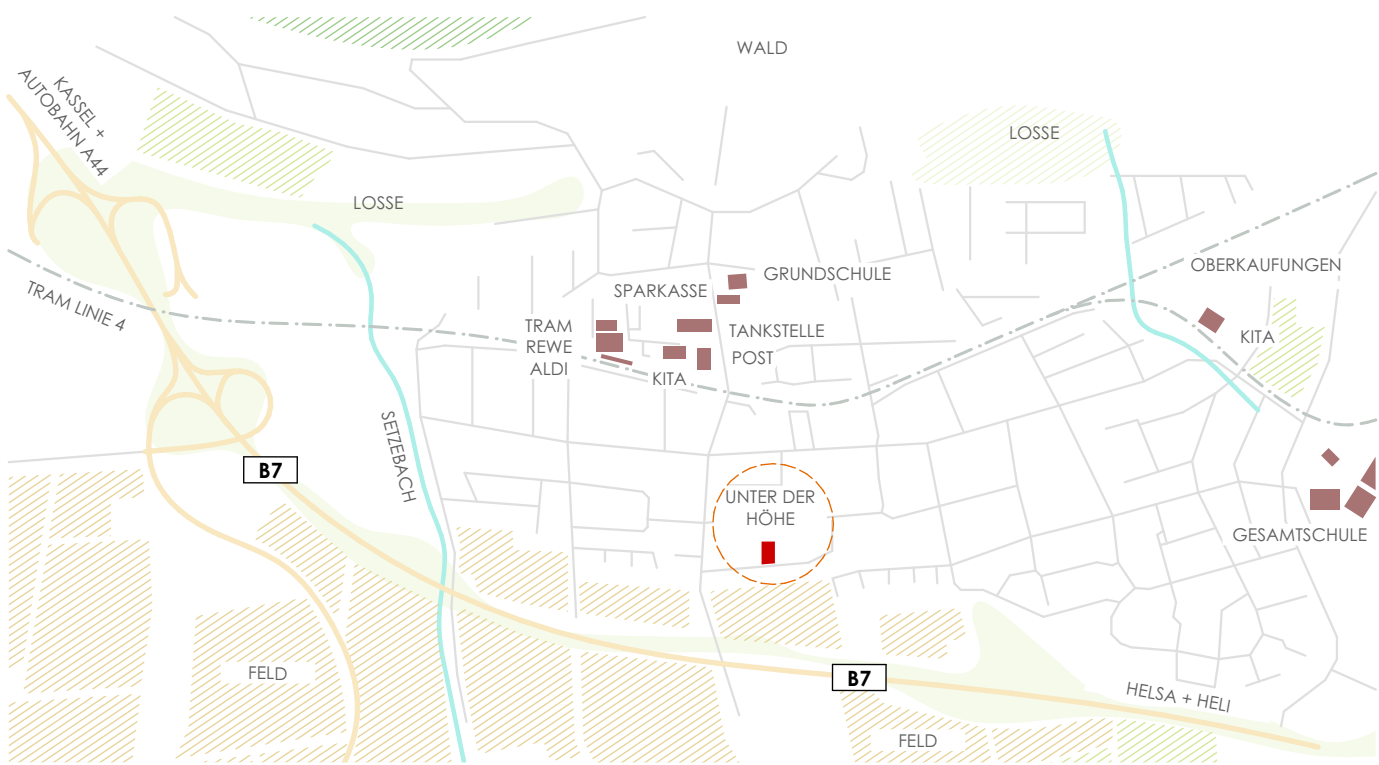 WALD
KASSEL +
AUTOBAHN A44
LOSSE
LOSSE
OBERKAUFUNGEN
GRUNDSCHULE
SPARKASSE
TRAM LINIE 4
TRAM
REWE
ALDI
TANKSTELLE
POST
KITA
KITA
SETZEBACH
B7
UNTER DER
HÖHE
GESAMTSCHULE
FELD
B7
HELSA + HELI
FELD